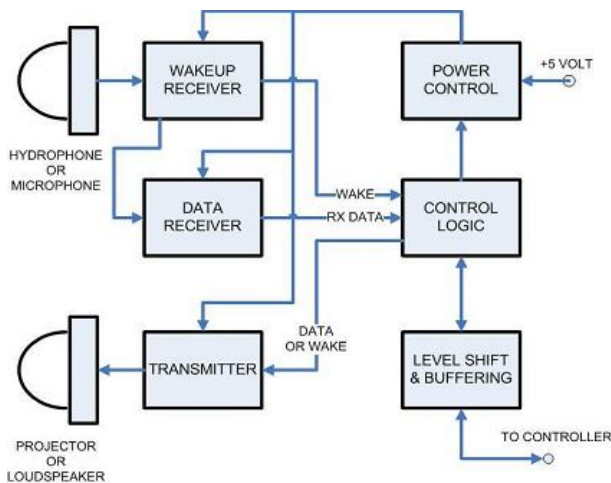 WAKEUP
RECEIVER
POWER
CONTROL
+5 VOLT
HYDROPHONE
OR
MICROPHONE
DATA
RECEIVER
WAKE
RX DATA
CONTROL
LOGIC
DATA
OR WAKE
TRANSMITTER
LEVEL SHIFT
& BUFFERING
PROJECTOR
OR
LOUDSPEAKER
TO CONTROLLER